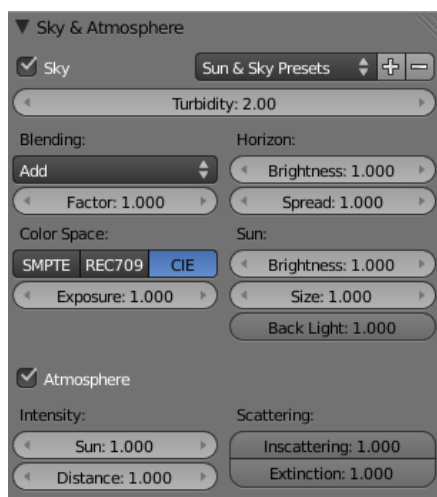 Sky & Atmosphere
Sky
Sun & Sky Presets
Turbidity: 2.00
Blending:
Horizon:
Add
Brightness: 1.000
Factor: 1.000
Spread: 1.000
Color Space:
Sun:
SMPTE REC709 CIE
Brightness: 1.000
Exposure: 1.000
Size: 1.000
Back Light: 1.000
Atmosphere
Intensity:
Scattering:
Sun: 1.000
Inscattering: 1.000
Distance: 1.000
Extinction: 1.000